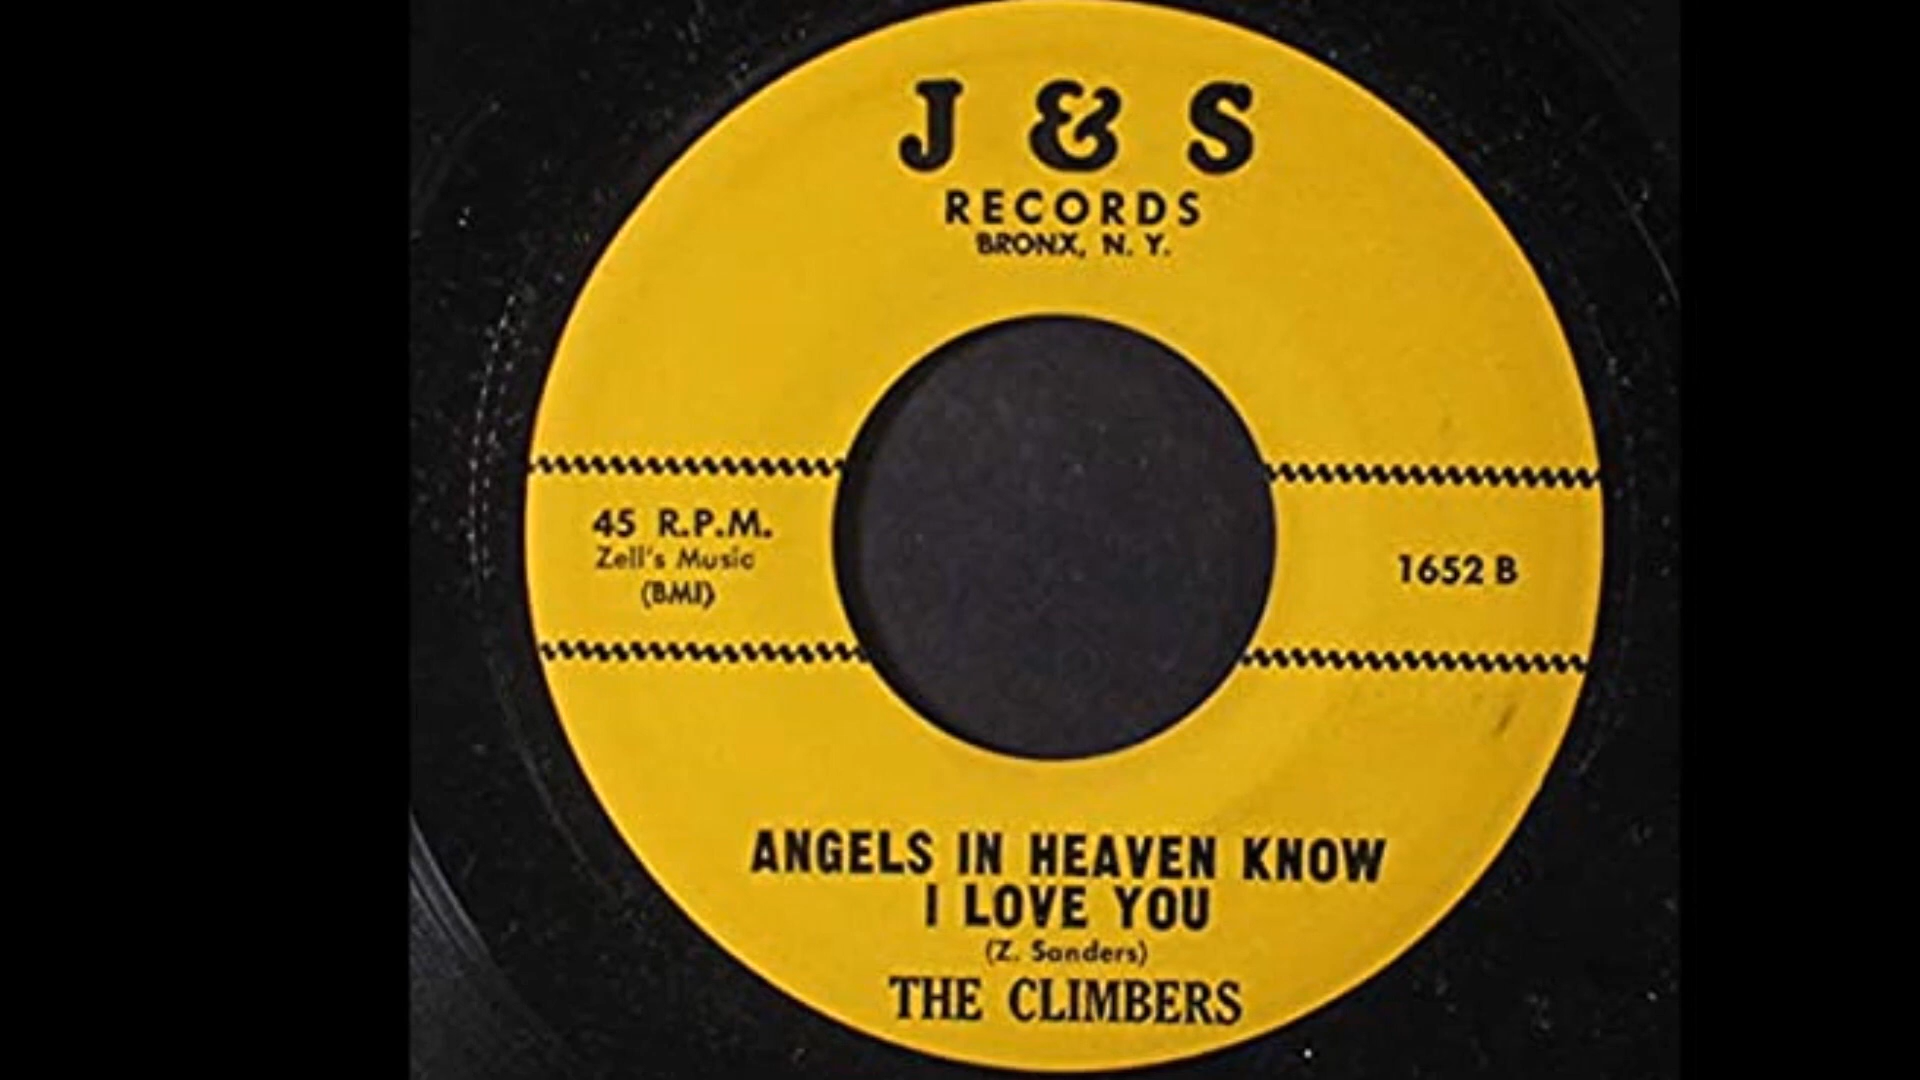 J & S
RECORDS
BRONX, N. Y.
45 R.P.M.
Zell's Music
(BMI)
1652 B
ANGELS IN HEAVEN KNOW
I LOVE YOU
(Z. Sanders)
THE CLIMBERS